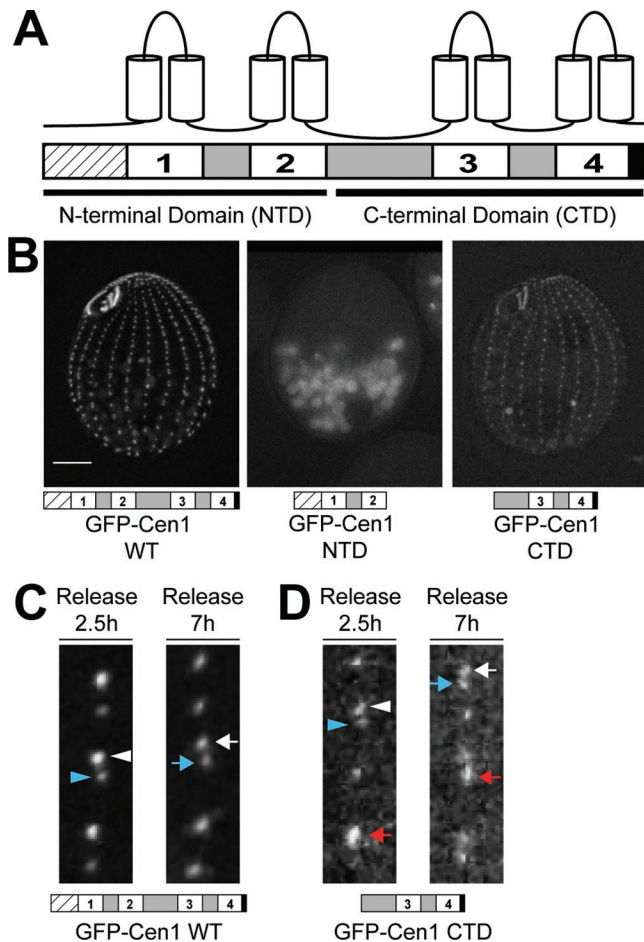 A
1 2 3 4
N-terminal Domain (NTD) C-terminal Domain (CTD)
B
1 2 3 4
GFP-Cen1
WT
1 2
GFP-Cen1
NTD
3 4
GFP-Cen1
CTD
C
Release
2.5h
Release
7h
1 2 3 4
GFP-Cen1 WT
D
Release
2.5h
Release
7h
3 4
GFP-Cen1 CTD